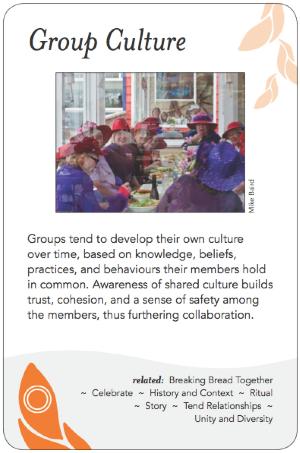 Group Culture
Mike Baird
Groups tend to develop their own culture
over time, based on knowledge, beliefs,
practices, and behaviours their members hold
in common. Awareness of shared culture builds
trust, cohesion, and a sense of safety among
the members, thus furthering collaboration.
related: Breaking Bread Together
~ Celebrate ~ History and Context ~ Ritual
~ Story ~ Tend Relationships ~
Unity and Diversity